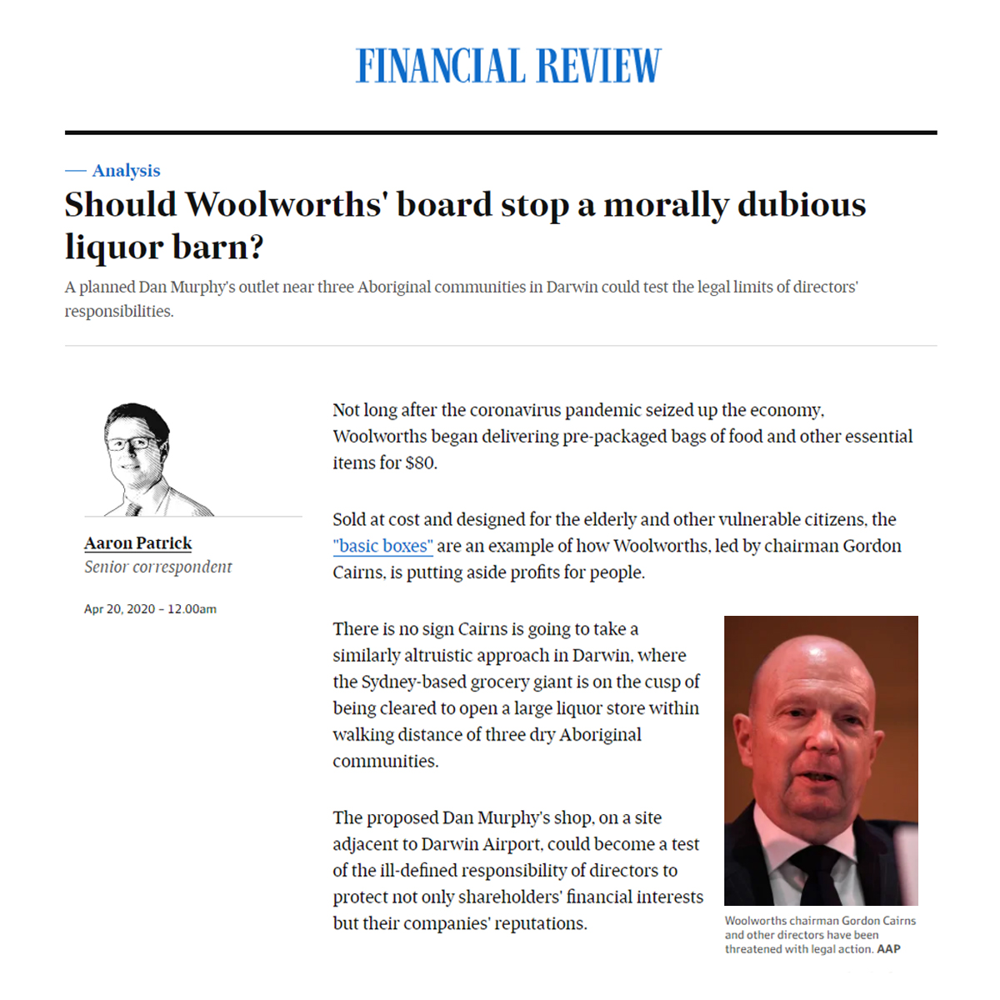 FINANCIAL REVIEW
— Analysis
Should Woolworths' board stop a morally dubious
liquor barn?
A planned Dan Murphy's outlet near three Aboriginal communities in Darwin could test the legal limits of directors'
responsibilities.
Aaron Patrick
Senior correspondent
Apr 20, 2020 – 12.00am
Not long after the coronavirus pandemic seized up the economy,
Woolworths began delivering pre-packaged bags of food and other essential
items for $80.
Sold at cost and designed for the elderly and other vulnerable citizens, the
"basic boxes" are an example of how Woolworths, led by chairman Gordon
Cairns, is putting aside profits for people.
There is no sign Cairns is going to take a
similarly altruistic approach in Darwin, where
the Sydney-based grocery giant is on the cusp of
being cleared to open a large liquor store within
walking distance of three dry Aboriginal
communities.
The proposed Dan Murphy's shop, on a site
adjacent to Darwin Airport, could become a test
of the ill-defined responsibility of directors to
protect not only shareholders' financial interests
but their companies' reputations.
Woolworths chairman Gordon Cairns
and other directors have been
threatened with legal action. AAP